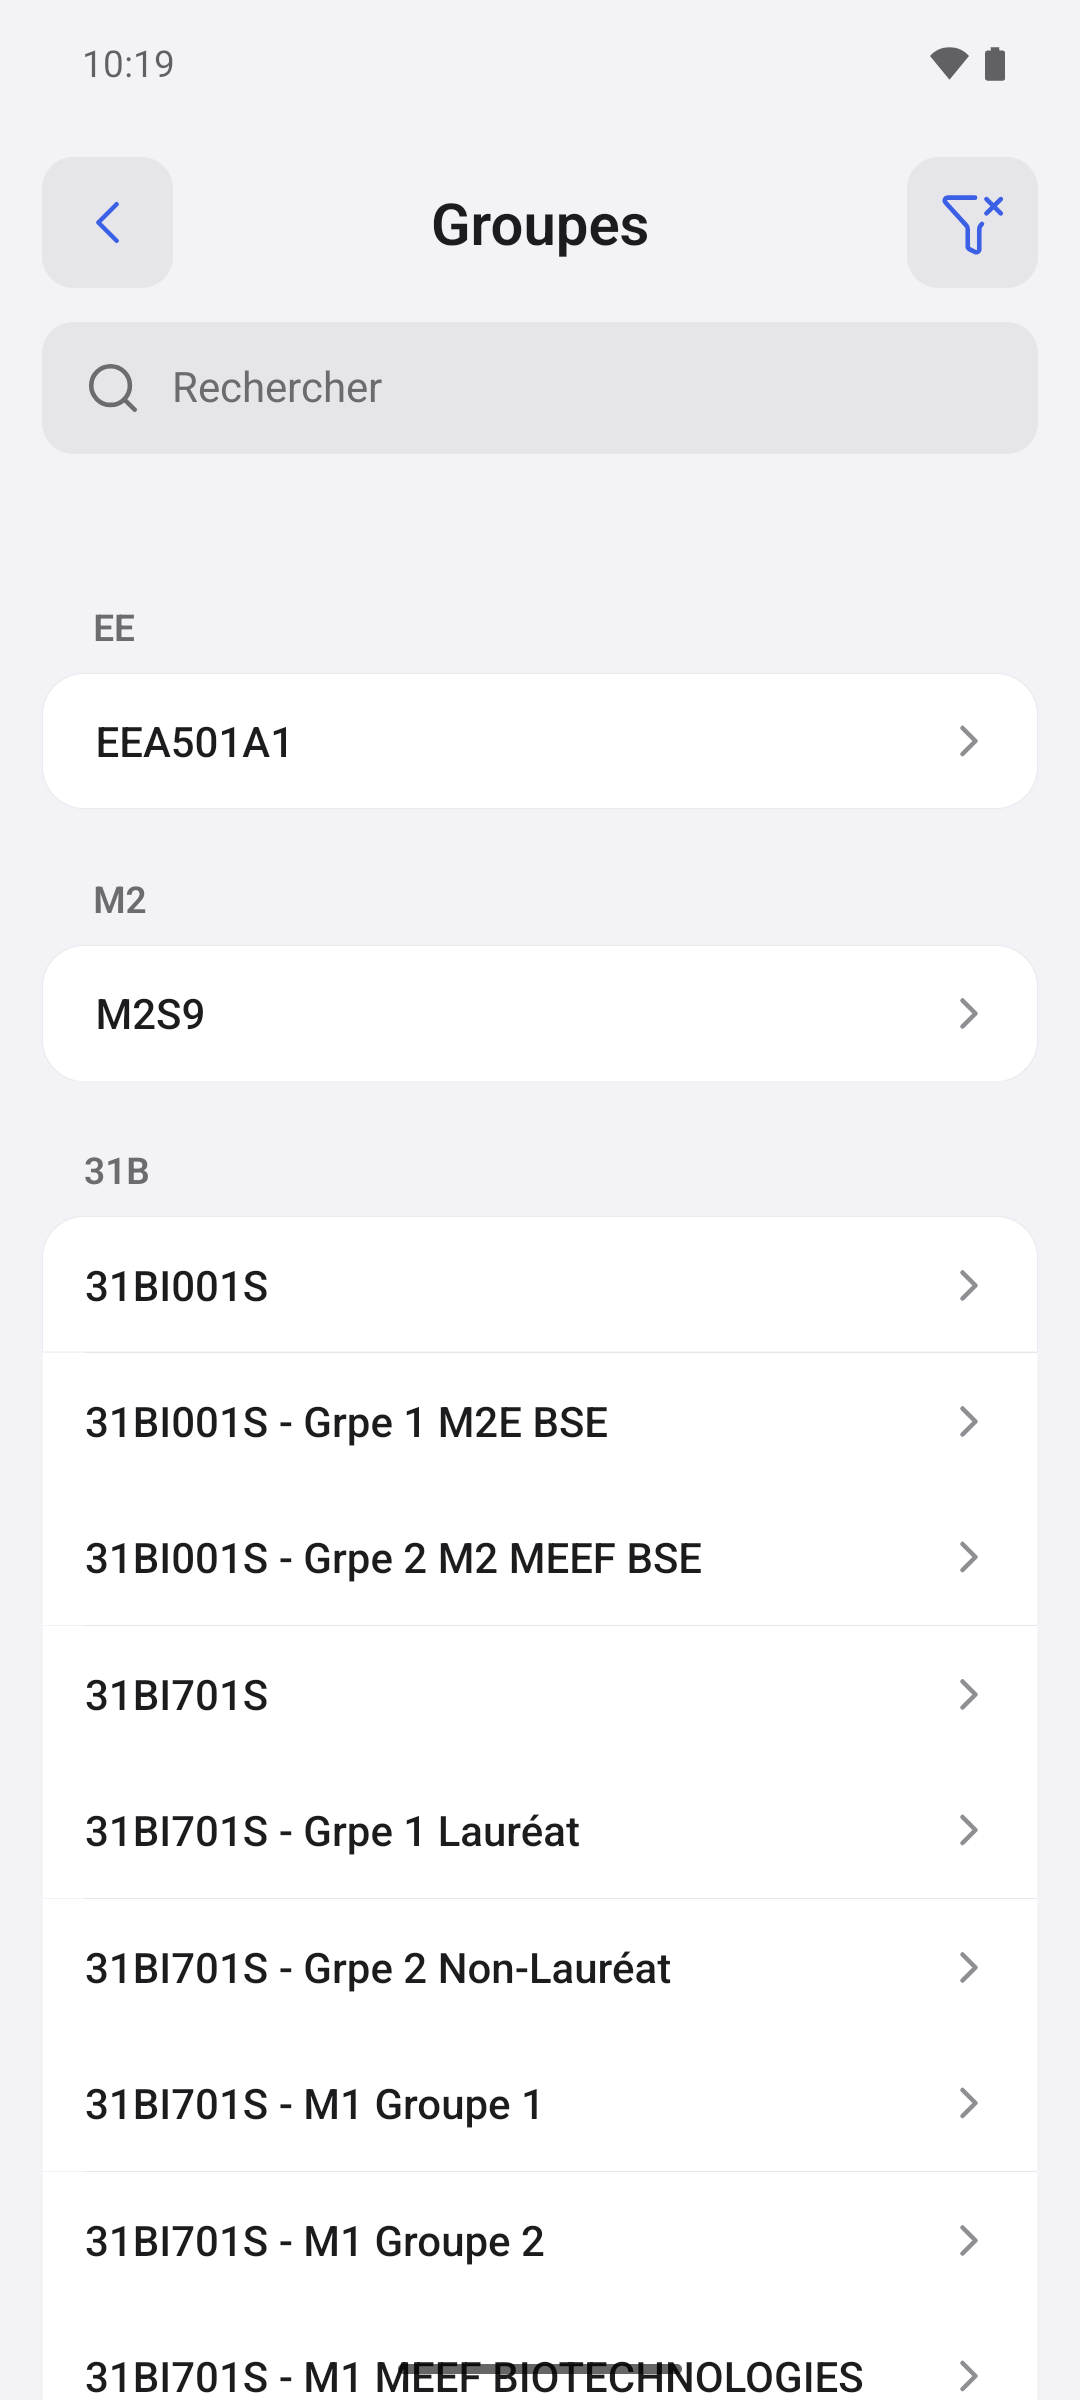 10:19
Groupes
Rechercher
EE
EEA501A1
M2
M2S9
31B
31BI001S
31BI001S - Grpe 1 M2E BSE
31BI001S - Grpe 2 M2 MEEF BSE
31BI701S
31BI701S - Grpe 1 Lauréat
31BI701S - Grpe 2 Non-Lauréat
31BI701S - M1 Groupe 1
31BI701S - M1 Groupe 2
31BI701S - M1 MEEF BIOTECHNOLOGIES